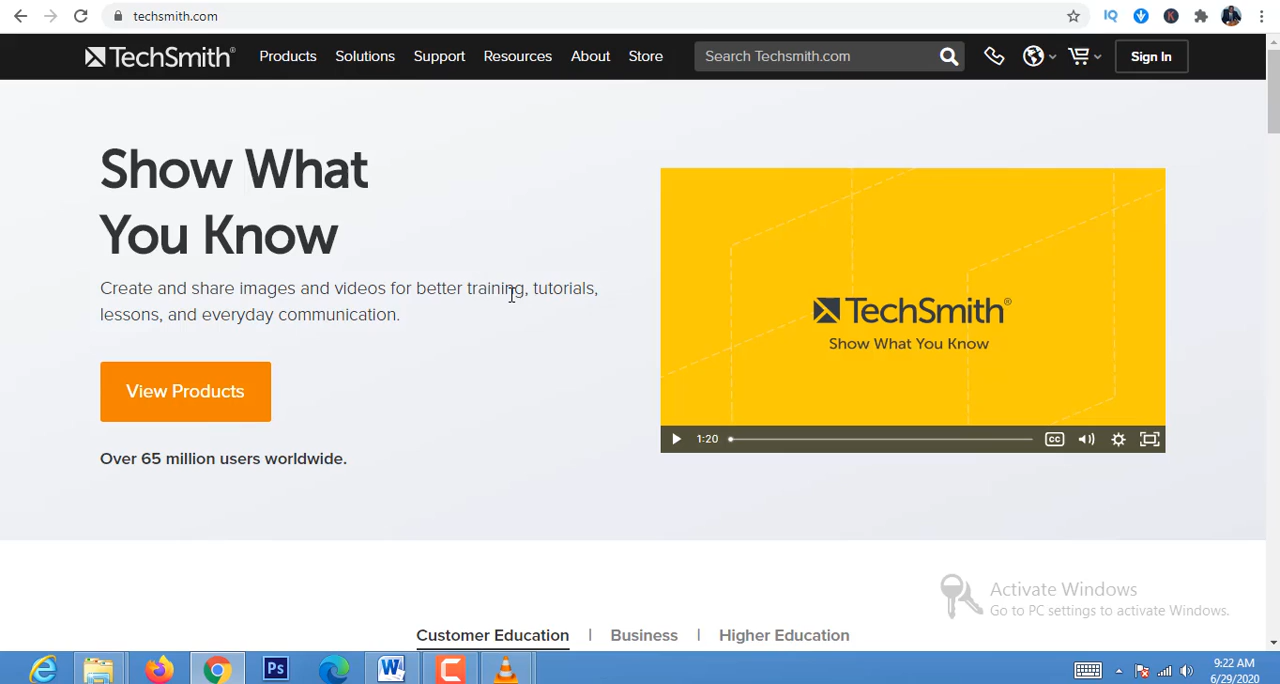 techsmith.com
IQ
K
TechSmith®
Products Solutions Support Resources About Store Search Techsmith.com Sign In
Show What
You Know
Create and share images and videos for better training, tutorials,
lessons, and everyday communication.
View Products
Over 65 million users worldwide.
TechSmith®
Show What You Know
1:20 CC
Activate Windows
Go to PC settings to activate Windows.
Customer Education | Business | Higher Education
Ps
W
9:22 AM
6/29/2020